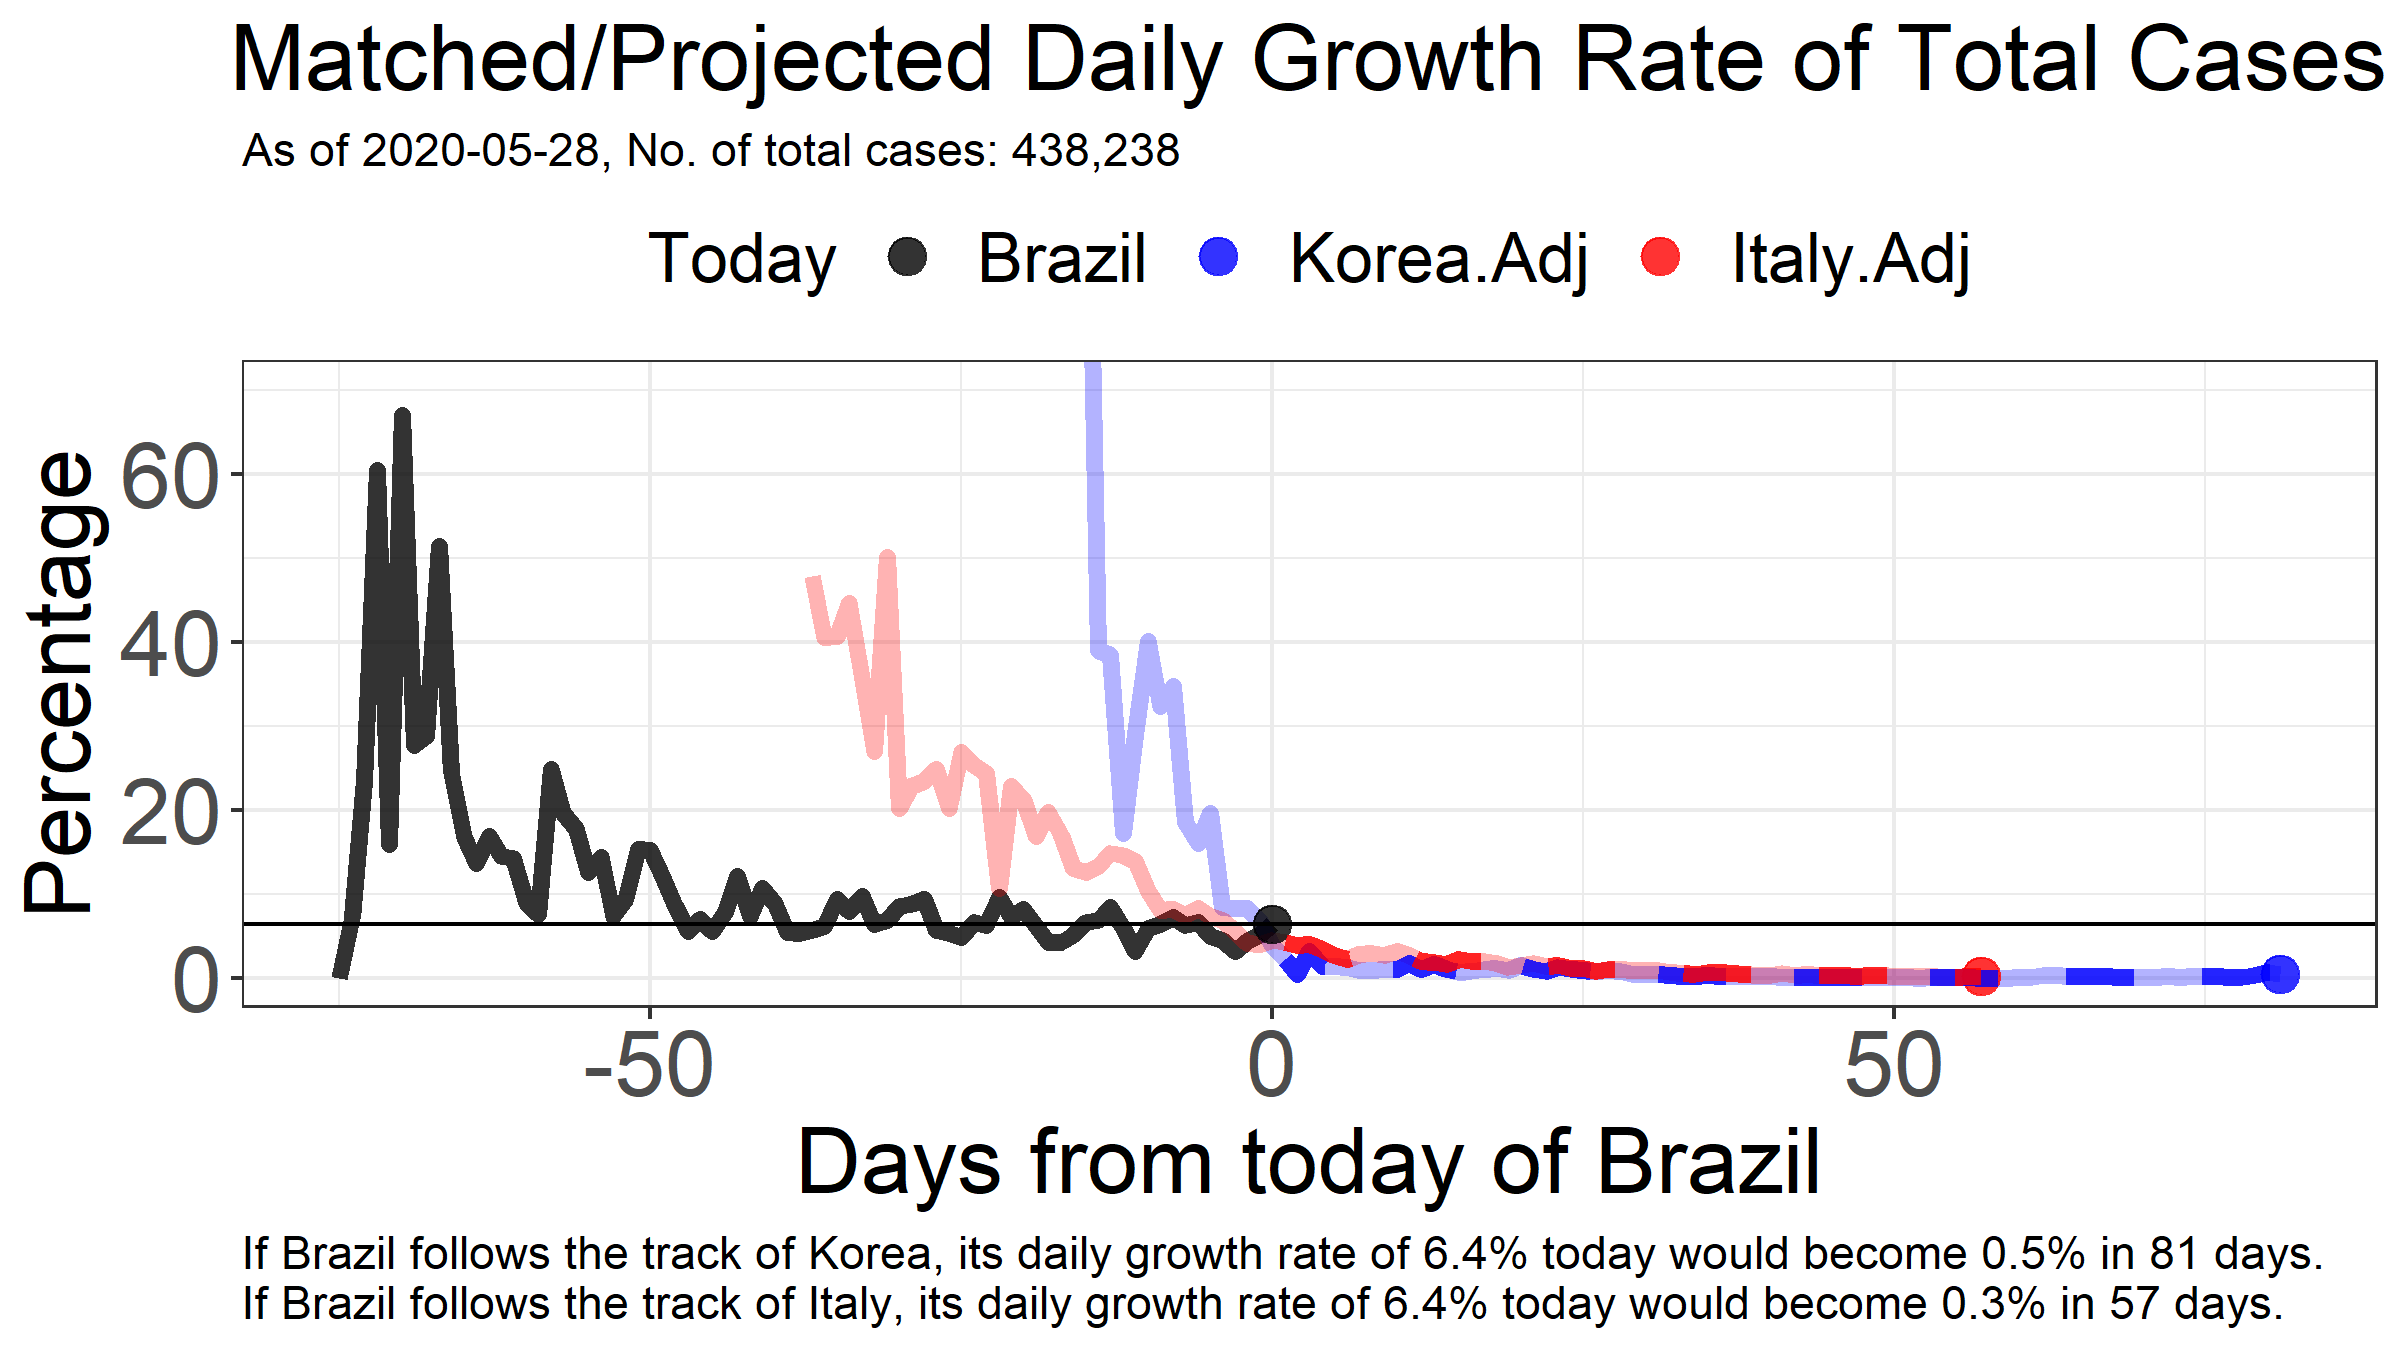 Matched/Projected Daily Growth Rate of Total Cases
As of 2020-05-28, No. of total cases: 438,238
Today Brazil Korea.Adj Italy.Adj
Percentage
60
40
20
0
-50 0 50
Days from today of Brazil
If Brazil follows the track of Korea, its daily growth rate of 6.4% today would become 0.5% in 81 days.
If Brazil follows the track of Italy, its daily growth rate of 6.4% today would become 0.3% in 57 days.